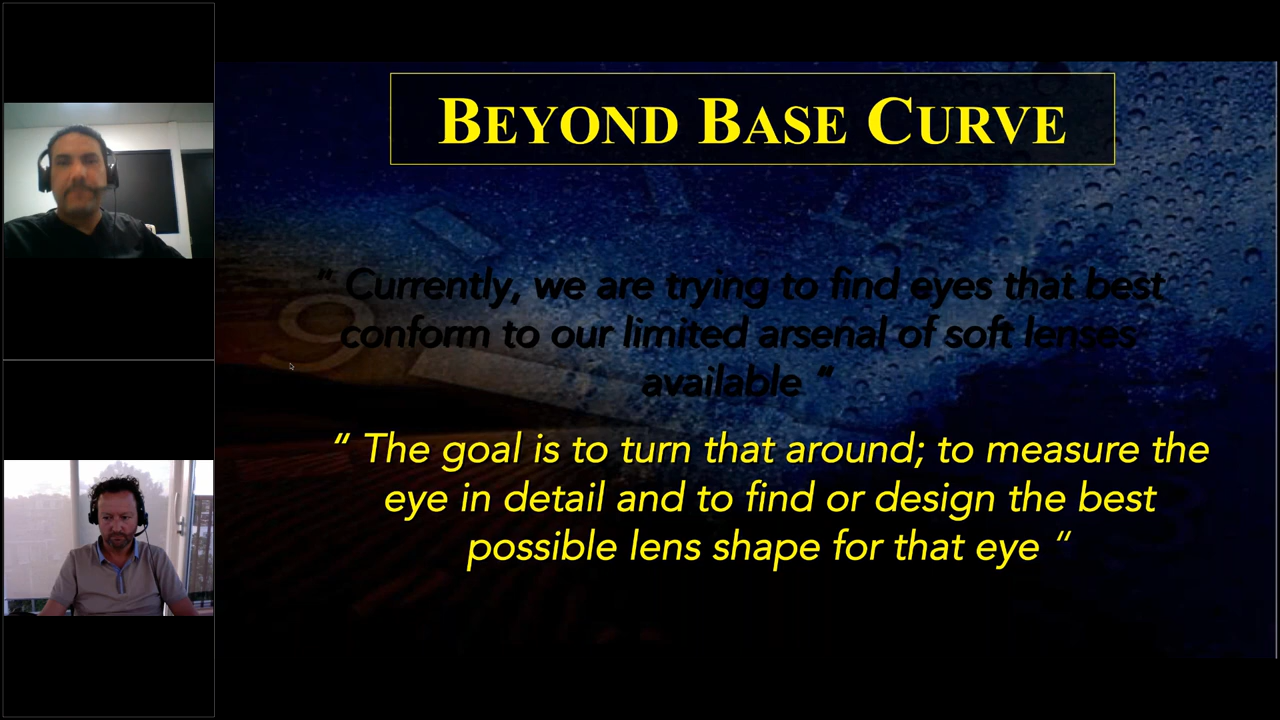 BEYOND BASE CURVE
“ Currently, we are trying to find eyes that best
conform to our limited arsenal of soft lenses
available “
“ The goal is to turn that around; to measure the
eye in detail and to find or design the best
possible lens shape for that eye “
9